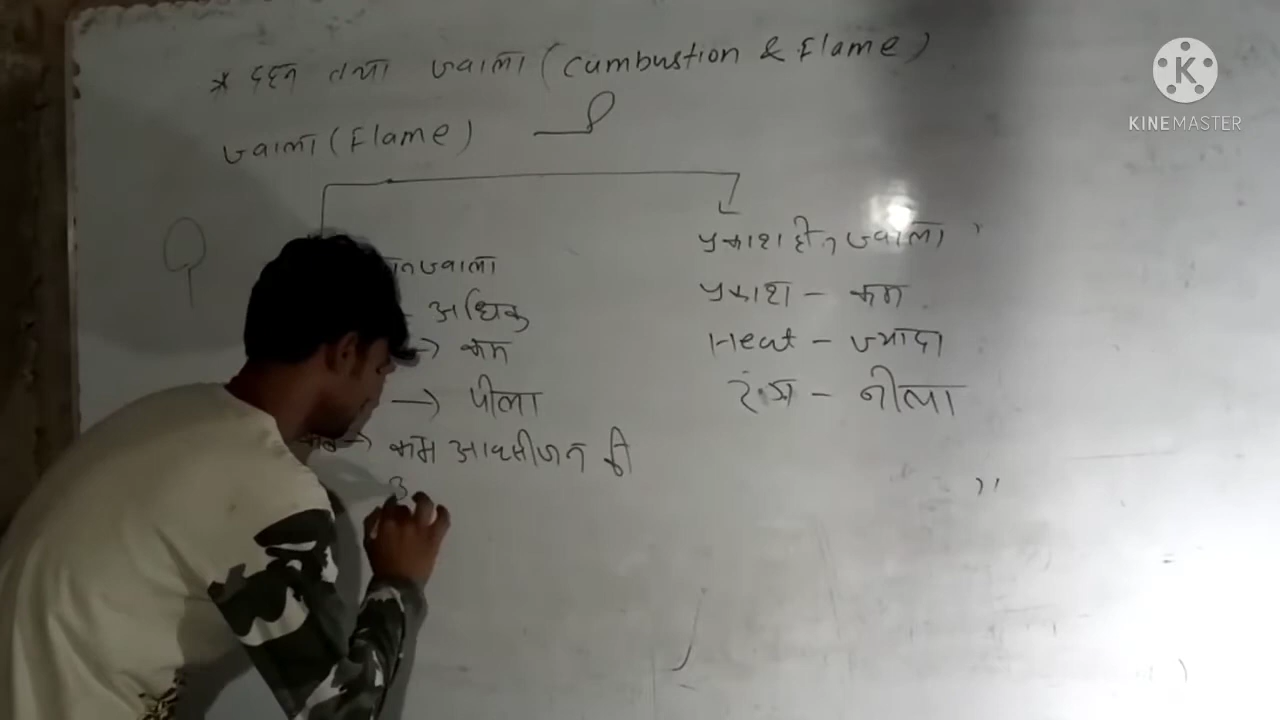 * दहन तथा ज्वाला (Cumbustion & Flame)
ज्वाला (Flame)
ज्वाला
अधिक
→ कम
→ पीला
→ कम आक्सीजन की
प्रकाशहीन ज्वाला
प्रकाश - कम
Heat - ज्यादा
रंग - नीला
K
KINEMASTER